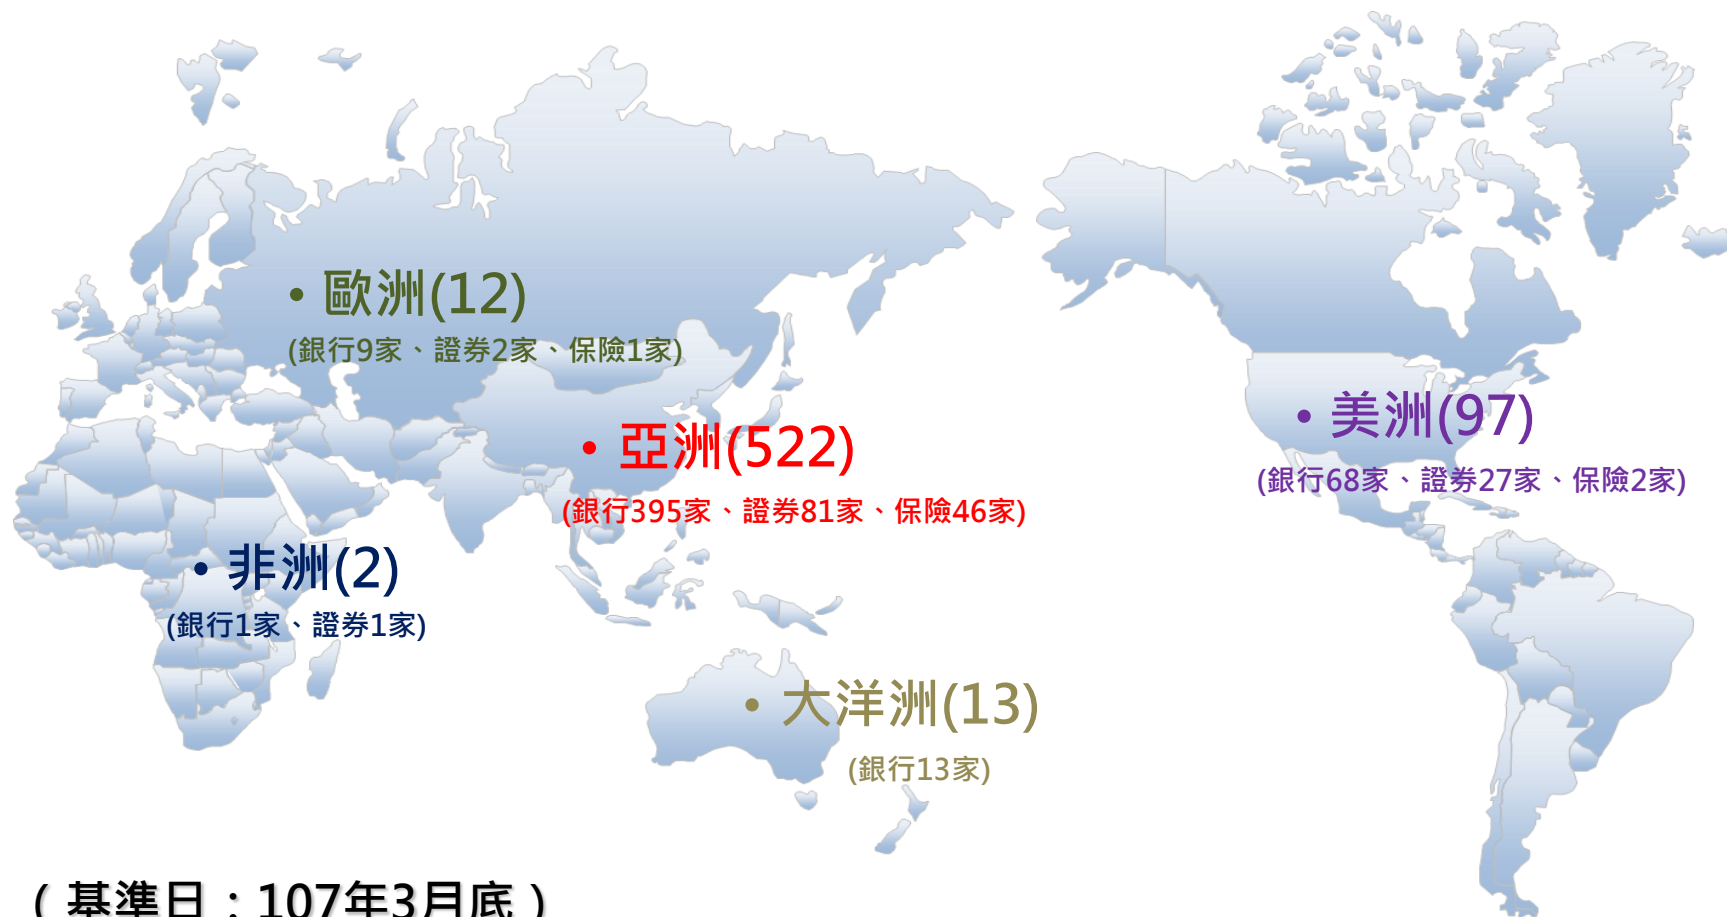 • 歐洲(12)
(銀行9家、證券2家、保險1家)
• 美洲(97)
(銀行68家、證券27家、保險2家)
• 亞洲(522)
(銀行395家、證券81家、保險46家)
• 非洲(2)
(銀行1家、證券1家)
• 大洋洲(13)
(銀行13家)
(基準日:107年3月底)